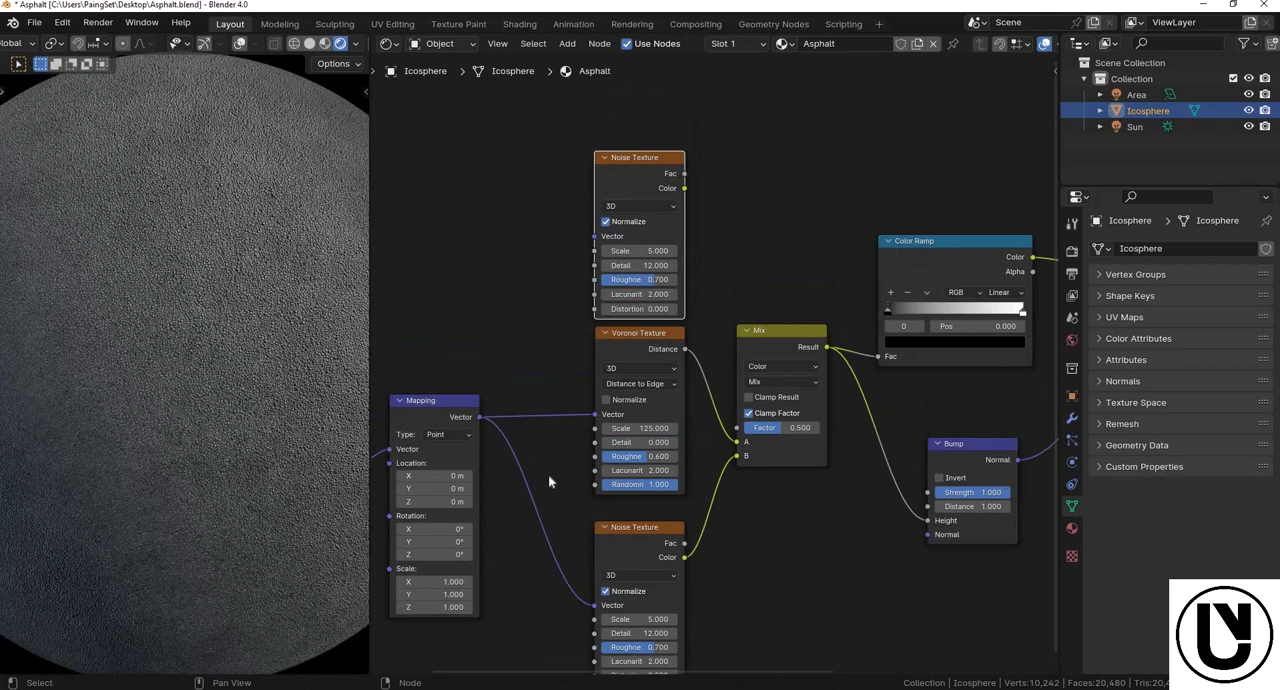 * Asphalt [C:\Users\PaingSet\Desktop\Asphalt.blend] - Blender 4.0
File Edit Render Window Help Layout Modeling Sculpting UV Editing Texture Paint Shading Animation Rendering Compositing Geometry Nodes Scripting + Scene ViewLayer
lobal Object View Select Add Node Use Nodes Slot 1 Asphalt
Options
Icosphere > Icosphere > Asphalt
Scene Collection
Collection
Area
Icosphere
Sun
Icosphere > Icosphere
Icosphere
Vertex Groups
Shape Keys
UV Maps
Color Attributes
Attributes
Normals
Texture Space
Remesh
Geometry Data
Custom Properties
Noise Texture
Fac
Color
3D
Normalize
Vector
Scale 5.000
Detail 12.000
Roughne 0.700
Lacunarit 2.000
Distortion 0.000
Voronoi Texture
Distance
3D
Distance to Edge
Normalize
Vector
Scale 125.000
Detail 0.000
Roughne 0.600
Lacunarit 2.000
Randomn 1.000
Mapping
Vector
Type: Point
Vector
Location:
X 0 m
Y 0 m
Z 0 m
Rotation:
X 0°
Y 0°
Z 0°
Scale:
X 1.000
Y 1.000
Z 1.000
Noise Texture
Fac
Color
3D
Normalize
Vector
Scale 5.000
Detail 12.000
Roughne 0.700
Lacunarit 2.000
Mix
Result
Color
Mix
Clamp Result
Clamp Factor
Factor 0.500
A
B
Color Ramp
Color
Alpha
+ − RGB Linear
0 Pos 0.000
Fac
Bump
Normal
Invert
Strength 1.000
Distance 1.000
Height
Normal
Select Pan View Node Collection | Icosphere | Verts:10,242 | Faces:20,480 | Tris:20,4